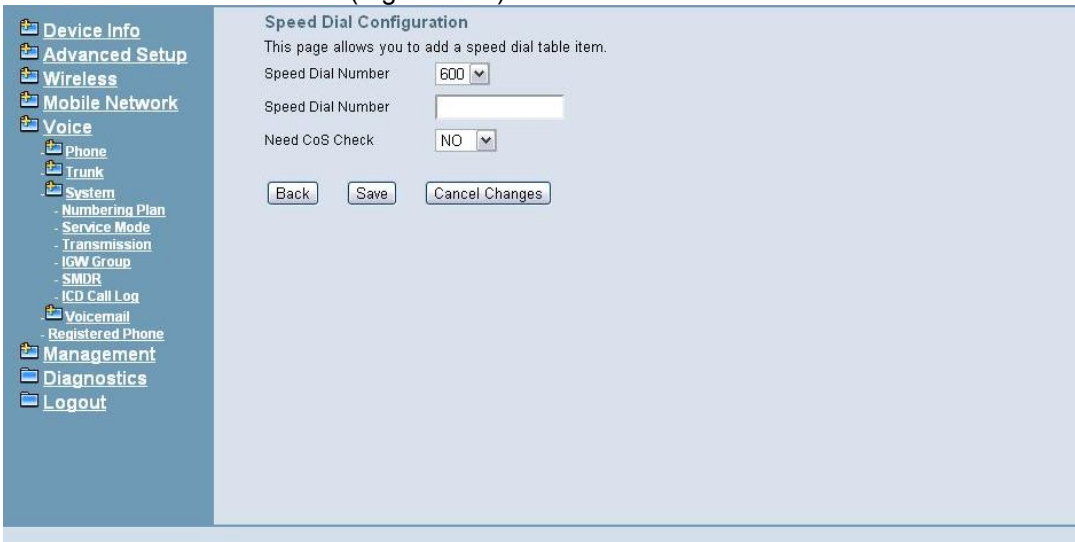 Device Info
Advanced Setup
Wireless
Mobile Network
Voice
Phone
Trunk
System
- Numbering Plan
- Service Mode
- Transmission
- IGW Group
- SMDR
- ICD Call Log
Voicemail
- Registered Phone
Management
Diagnostics
Logout
Speed Dial Configuration
This page allows you to add a speed dial table item.
Speed Dial Number 600
Speed Dial Number
Need CoS Check NO
Back Save Cancel Changes